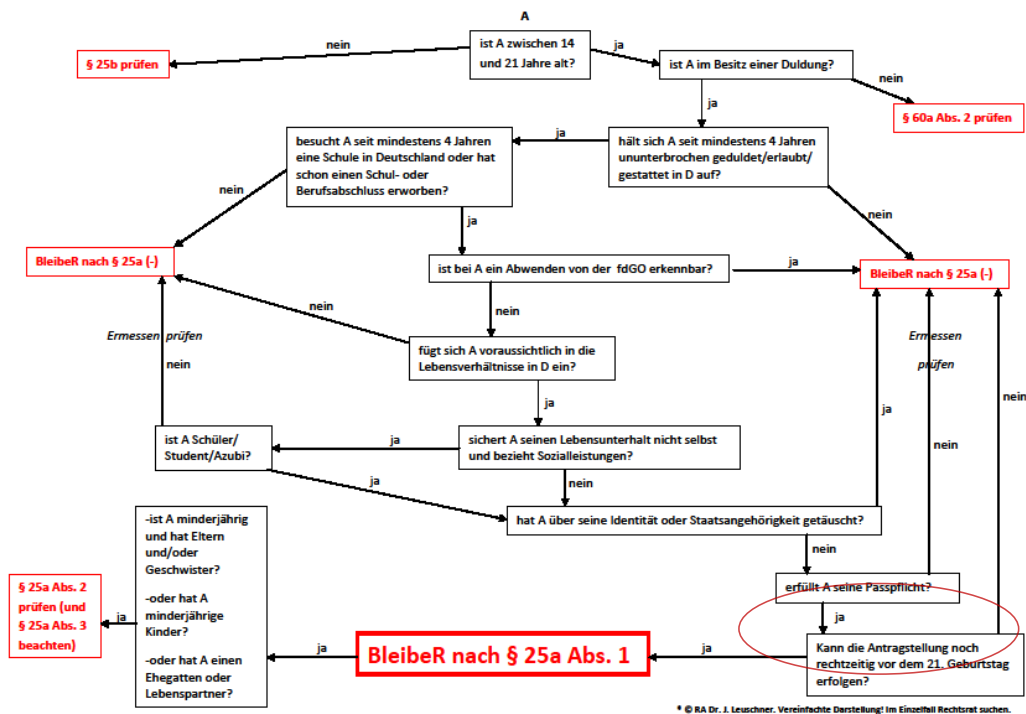 A
ist A zwischen 14
und 21 Jahre alt?
nein
ja
§ 25b prüfen
ist A im Besitz einer Duldung?
nein
ja
§ 60a Abs. 2 prüfen
besucht A seit mindestens 4 Jahren
eine Schule in Deutschland oder hat
schon einen Schul- oder
Berufsabschluss erworben?
ja
hält sich A seit mindestens 4 Jahren
ununterbrochen geduldet/erlaubt/
gestattet in D auf?
nein
nein
ja
BleibeR nach § 25a (-)
ist bei A ein Abwenden von der fdGO erkennbar?
ja
BleibeR nach § 25a (-)
nein
nein
Ermessen prüfen
nein
fügt sich A voraussichtlich in die
Lebensverhältnisse in D ein?
Ermessen
prüfen
nein
ja
ja
ist A Schüler/
Student/Azubi?
ja
sichert A seinen Lebensunterhalt nicht selbst
und bezieht Sozialleistungen?
nein
ja
nein
hat A über seine Identität oder Staatsangehörigkeit getäuscht?
nein
-ist A minderjährig
und hat Eltern
und/oder
Geschwister?
-oder hat A
minderjährige
Kinder?
-oder hat A einen
Ehegatten oder
Lebenspartner?
§ 25a Abs. 2
prüfen (und
§ 25a Abs. 3
beachten)
ja
erfüllt A seine Passpflicht?
ja
ja
BleibeR nach § 25a Abs. 1
ja
Kann die Antragstellung noch
rechtzeitig vor dem 21. Geburtstag
erfolgen?
* © RA Dr. J. Leuschner. Vereinfachte Darstellung! Im Einzelfall Rechtsrat suchen.